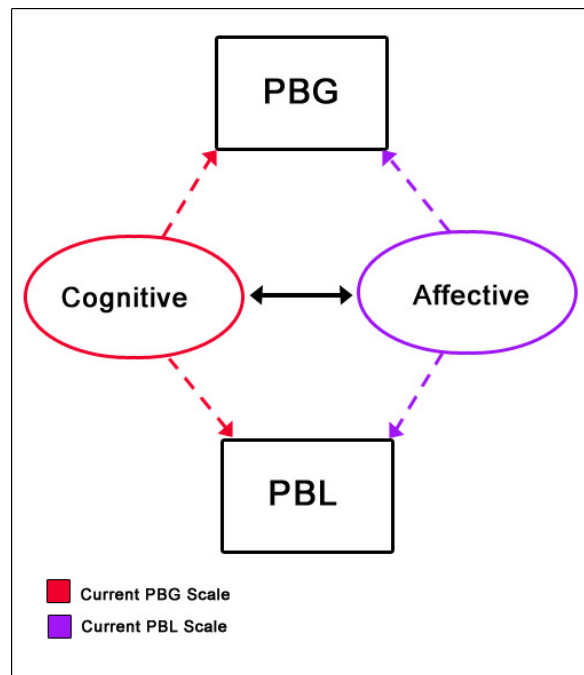 PBG
Cognitive
Affective
PBL
Current PBG Scale
Current PBL Scale